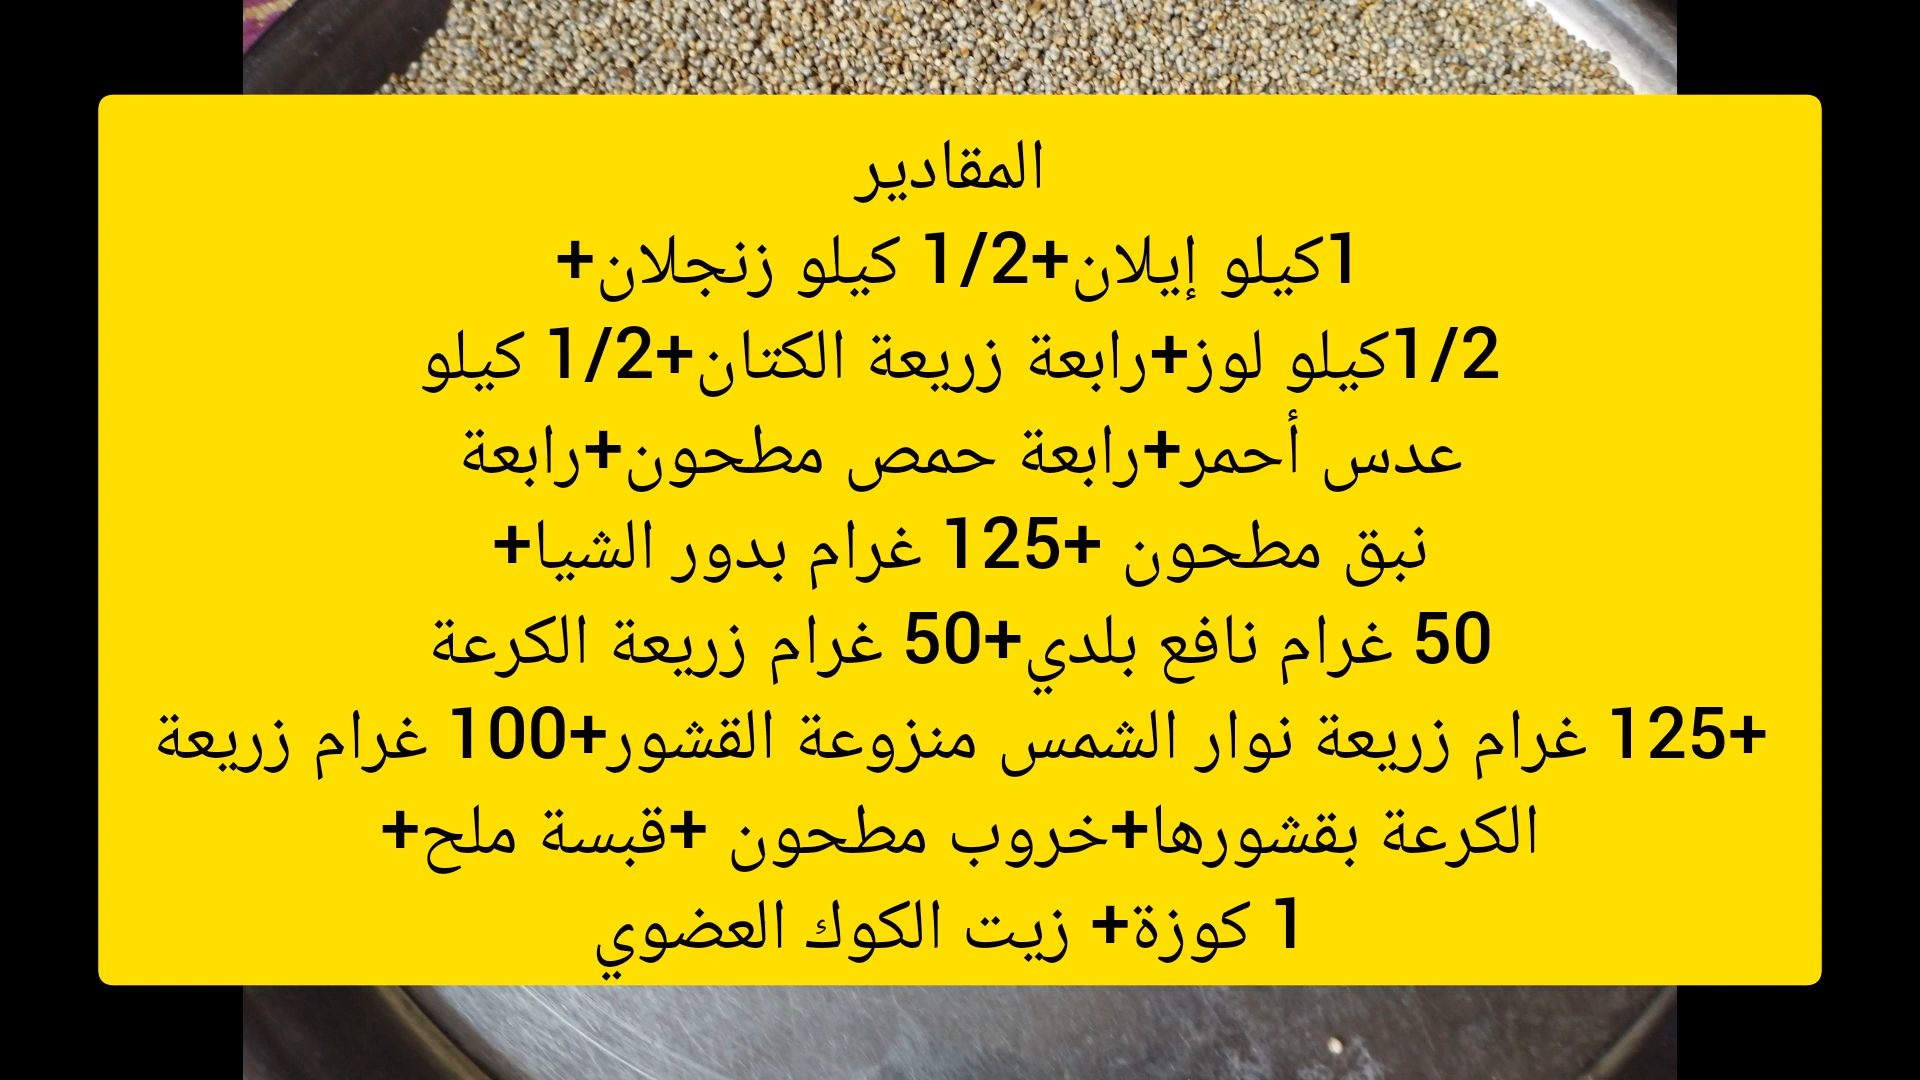 المقادير
1كيلو إيلان+1/2 كيلو زنجلان+
1/2كيلو لوز+رابعة زريعة الكتان+1/2 كيلو
عدس أحمر+رابعة حمص مطحون+رابعة
نبق مطحون +125 غرام بدور الشيا+
50 غرام نافع بلدي+50 غرام زريعة الكرعة
+125 غرام زريعة نوار الشمس منزوعة القشور+100 غرام زريعة
الكرعة بقشورها+خروب مطحون +قبسة ملح+
1 كوزة+ زيت الكوك العضوي